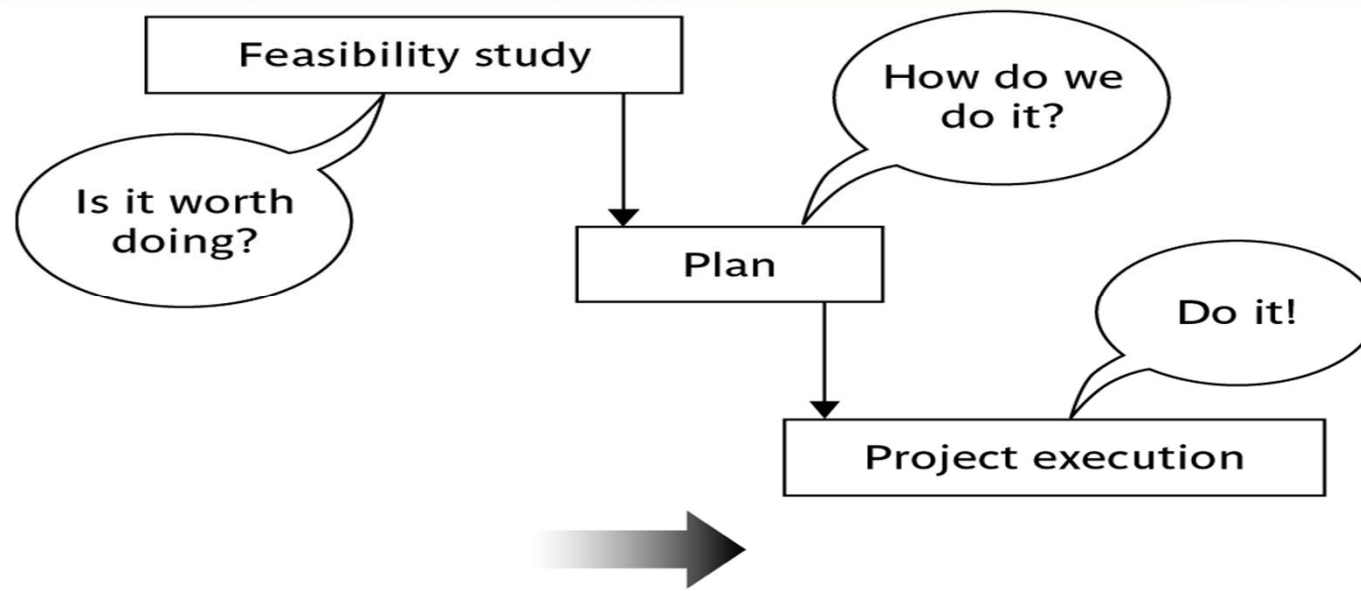 Feasibility study
How do we
do it?
Is it worth
doing?
Plan
Do it!
Project execution